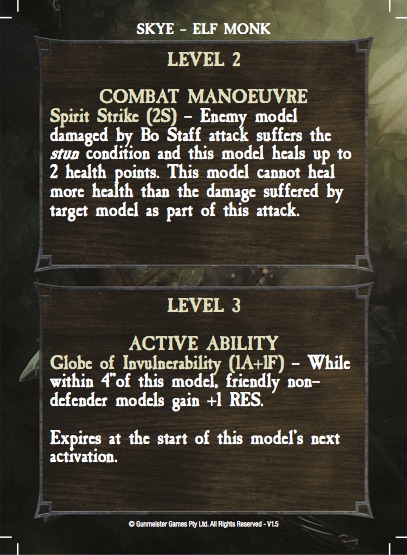 SKYE – ELF MONK
LEVEL 2
COMBAT MANOEUVRE
Spirit Strike (2S) – Enemy model
damaged by Bo Staff attack suffers the
stun condition and this model heals up to
2 health points. This model cannot heal
more health than the damage suffered by
target model as part of this attack.
LEVEL 3
ACTIVE ABILITY
Globe of Invulnerability (1A+1F) – While
within 4"of this model, friendly non-
defender models gain +1 RES.
Expires at the start of this model's next
activation.
© Gunmeister Games Pty Ltd. All Rights Reserved - V1.5